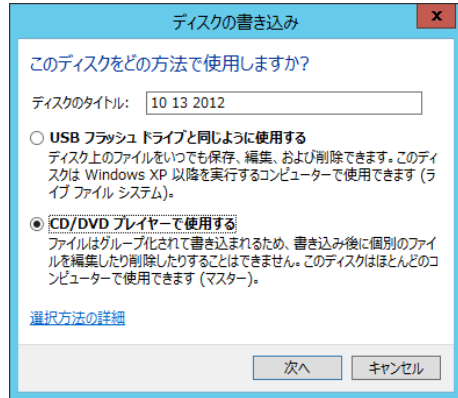 ディスクの書き込み
x
このディスクをどの方法で使用しますか?
ディスクのタイトル: 10 13 2012
USB フラッシュ ドライブと同じように使用する
ディスク上のファイルをいつでも保存、編集、および削除できます。このディ
スクは Windows XP 以降を実行するコンピューターで使用できます (ラ
イブ ファイル システム)。
CD/DVD プレイヤーで使用する
ファイルはグループ化されて書き込まれるため、書き込み後に個別のファイ
ルを編集したり削除したりすることはできません。このディスクはほとんどのコ
ンピューターで使用できます (マスター)。
選択方法の詳細
次へ キャンセル